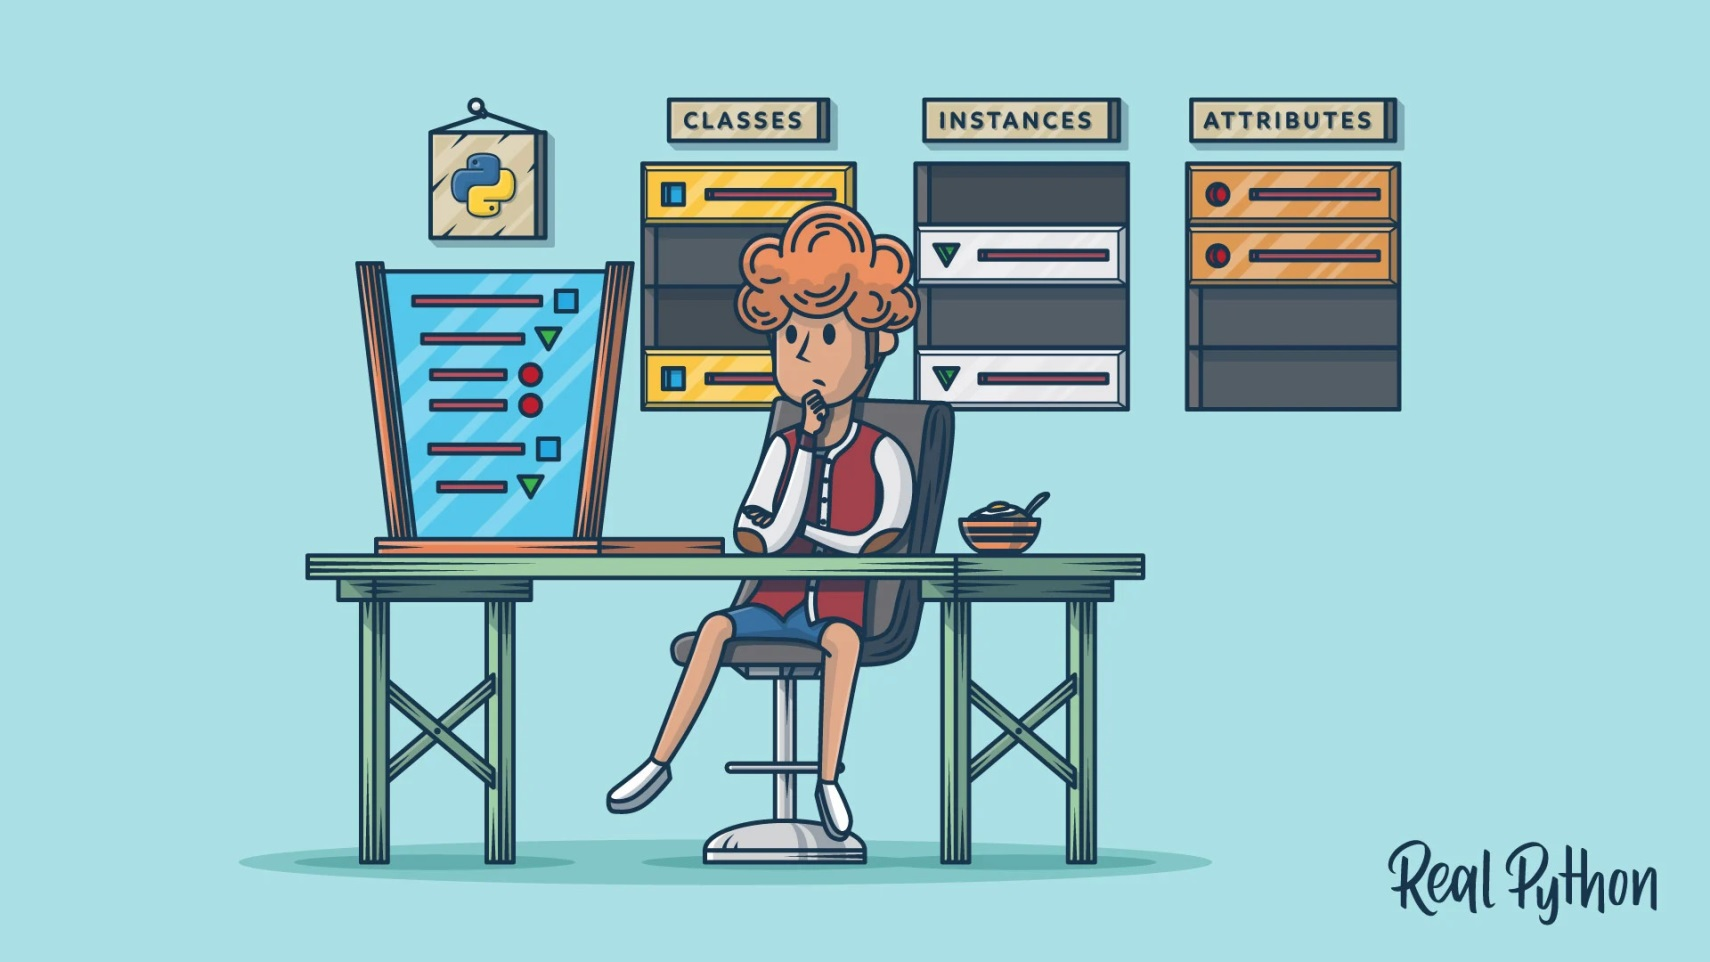 CLASSES
INSTANCES
ATTRIBUTES
Real Python